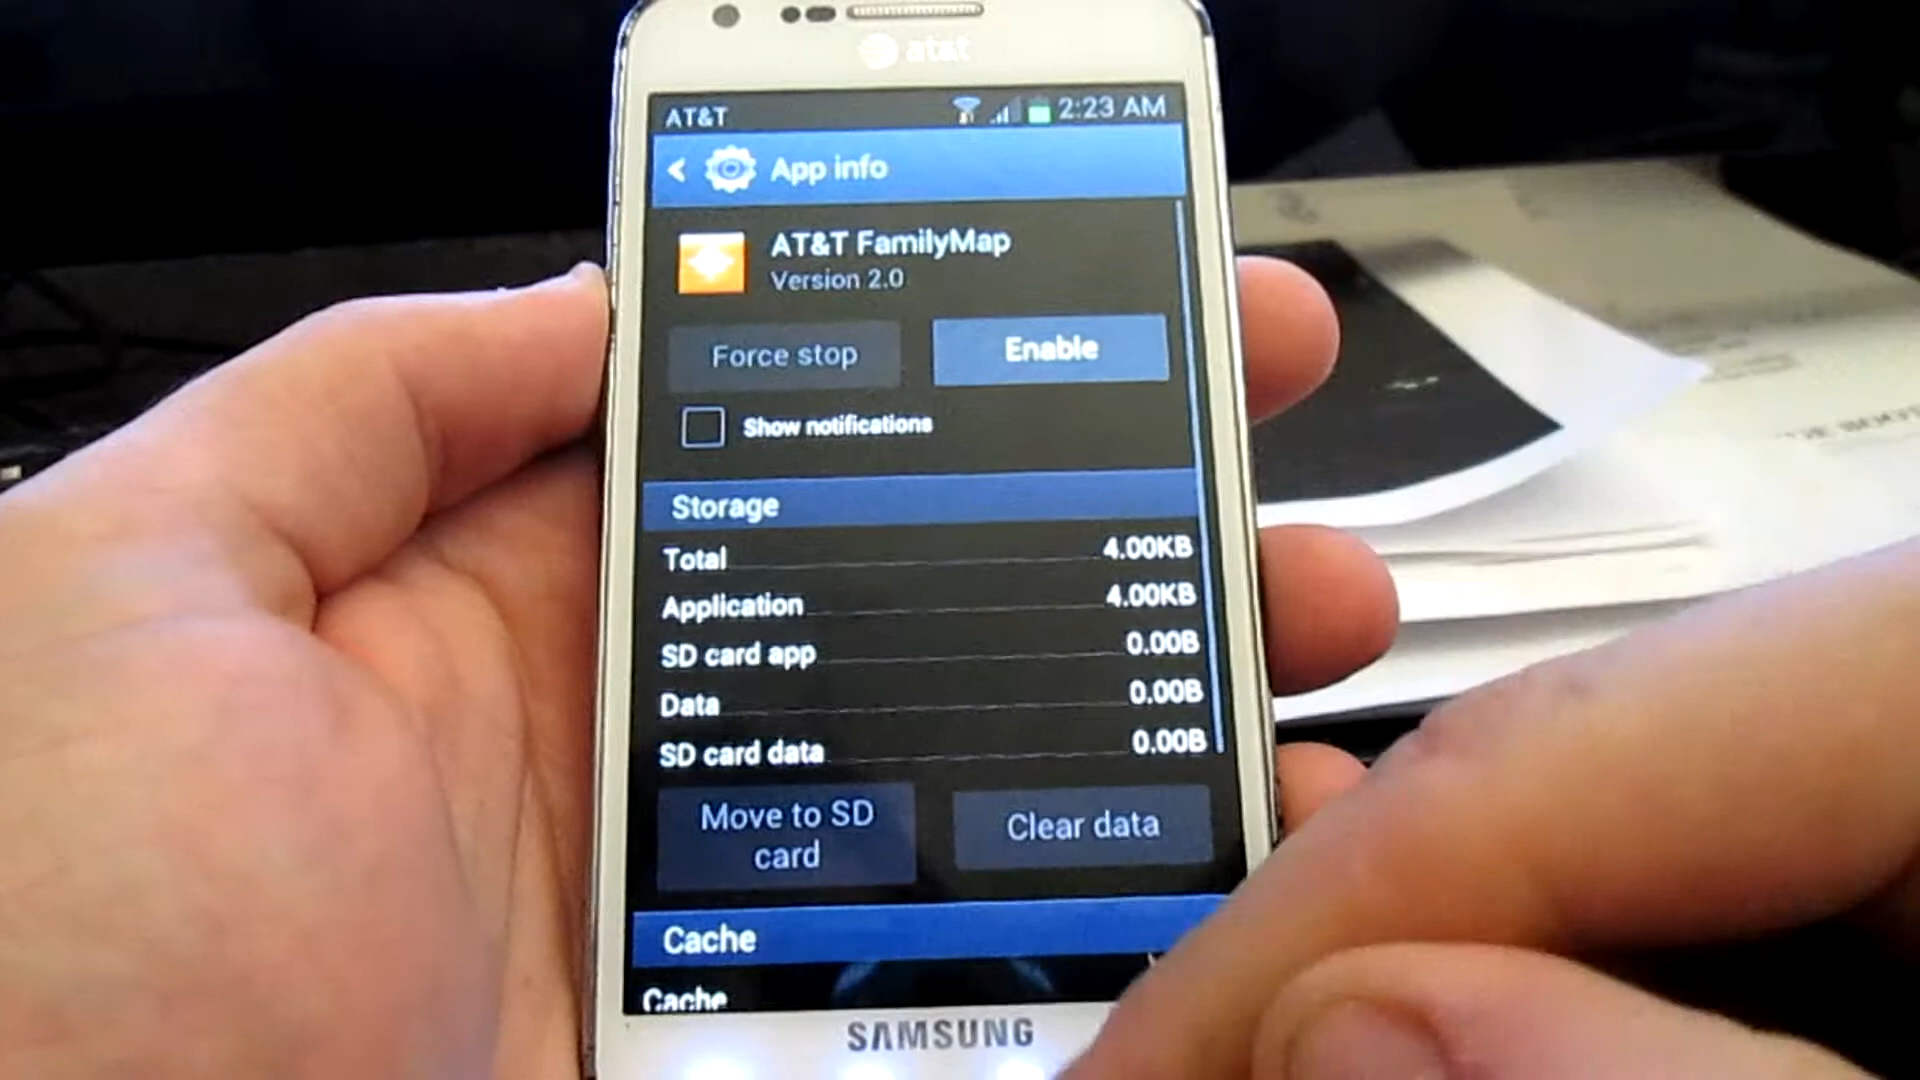 at&t
AT&T 2:23 AM
App info
AT&T FamilyMap
Version 2.0
Force stop
Enable
Show notifications
Storage
Total 4.00KB
Application 4.00KB
SD card app 0.00B
Data 0.00B
SD card data 0.00B
Move to SD
card
Clear data
Cache
Cache
SAMSUNG